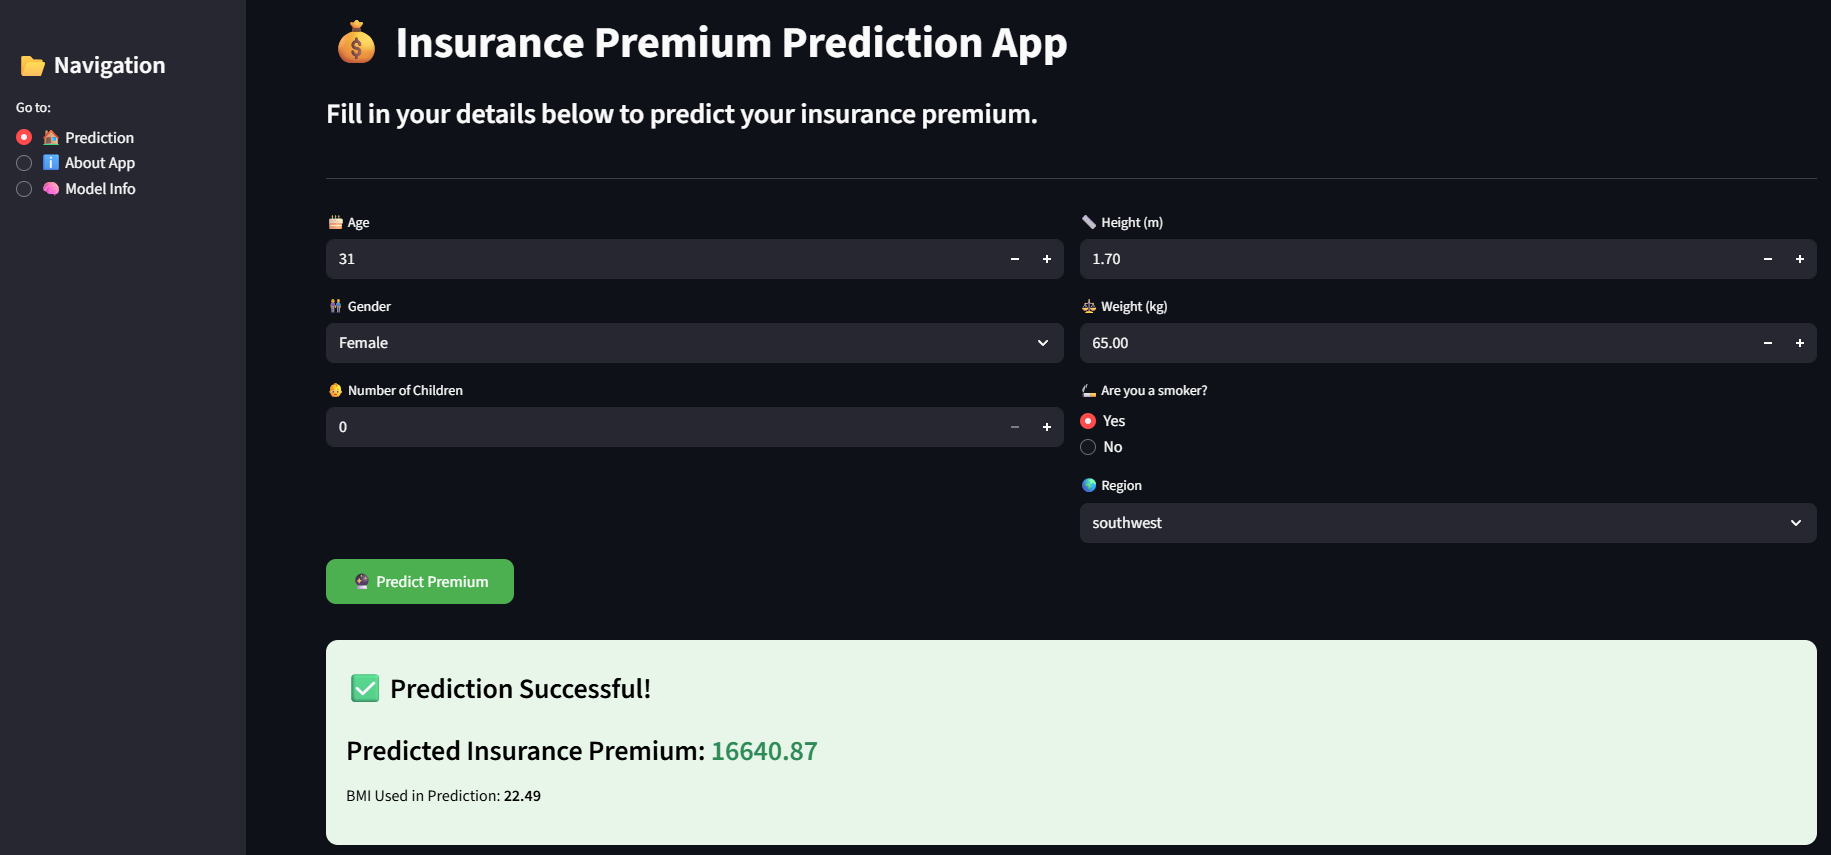 Navigation
Go to:
Prediction
About App
Model Info
Insurance Premium Prediction App
Fill in your details below to predict your insurance premium.
Age
31
Gender
Female
Number of Children
0
Height (m)
1.70
Weight (kg)
65.00
Are you a smoker?
Yes
No
Region
southwest
Predict Premium
Prediction Successful!
Predicted Insurance Premium: 16640.87
BMI Used in Prediction: 22.49